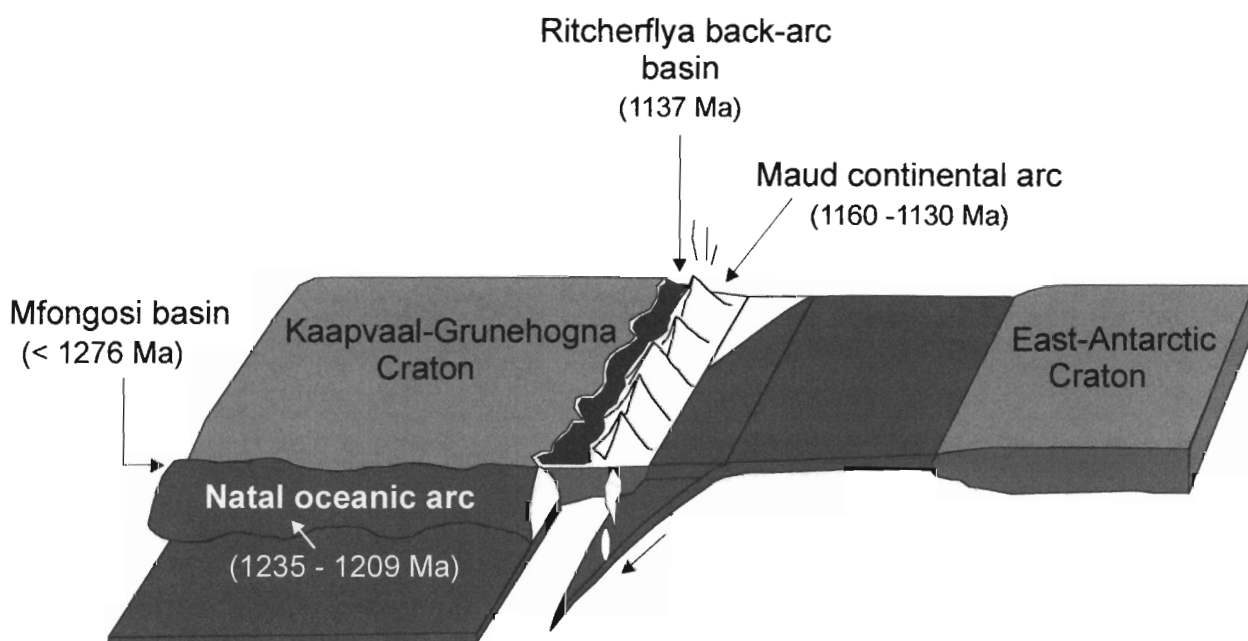 Ritcherflya back-arc
basin
(1137 Ma)
Maud continental arc
(1160 -1130 Ma)
Mfongosi basin
(< 1276 Ma)
Kaapvaal-Grunehogna
Craton
East-Antarctic
Craton
Natal oceanic arc
(1235 - 1209 Ma)